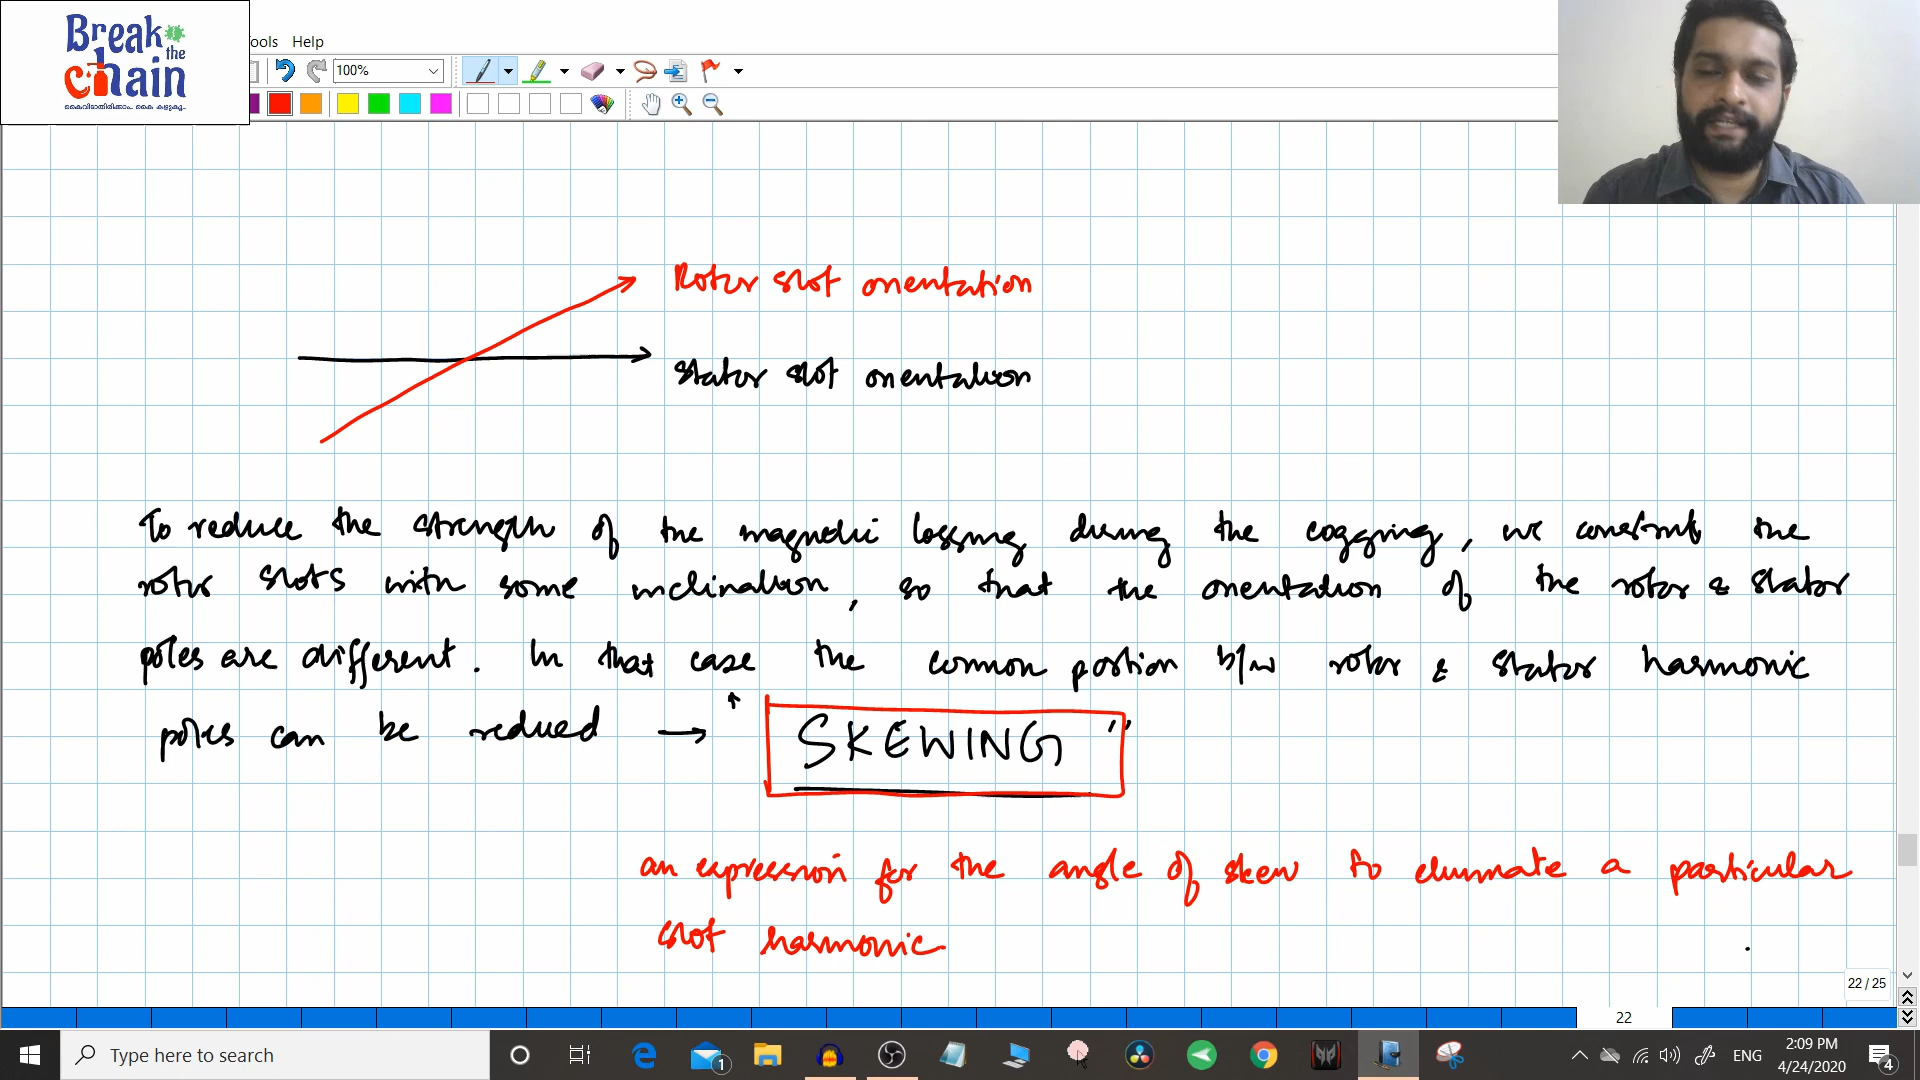 Break
the
chain
കൈവിടാതിരിക്കാം, കൈ കഴുകൂ..
Tools Help
100%
Rotor slot orientation
Stator slot orientation
To reduce the strength of the magnetic locking during the cogging, we construct the
rotor slots with some inclination, so that the orientation of the rotor & stator
poles are different. In that case the common portion b/w rotor & stator harmonic
poles can be reduced → "SKEWING"
an expression for the angle of skew to eliminate a particular
slot harmonic
22 / 25
22
Type here to search
1
ENG
2:09 PM
4/24/2020
4